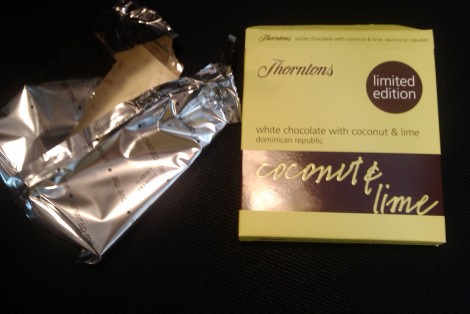 Thorntons white chocolate with coconut & lime dominican republic
Thorntons
limited
edition
white chocolate with coconut & lime
dominican republic
coconut &
lime